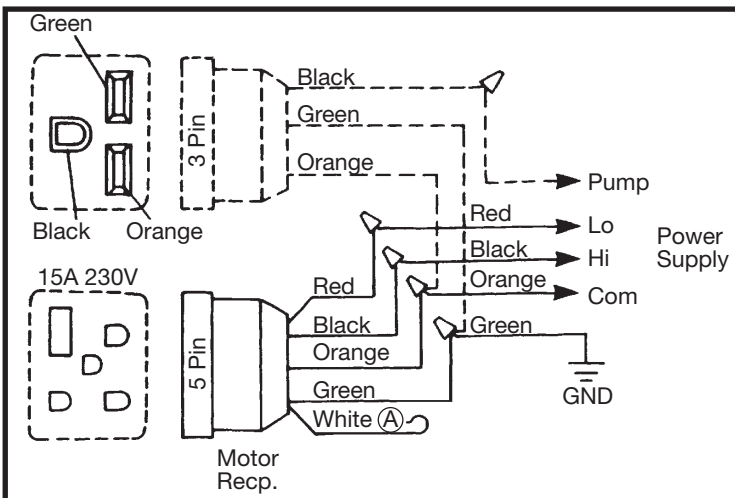 Green
Black
Green
Orange
3 Pin
Black Orange
Pump
Red Lo
Black Hi
Orange Com
Power
Supply
Green
GND
15A 230V
Red
Black
Orange
Green
White A
5 Pin
Motor
Recp.